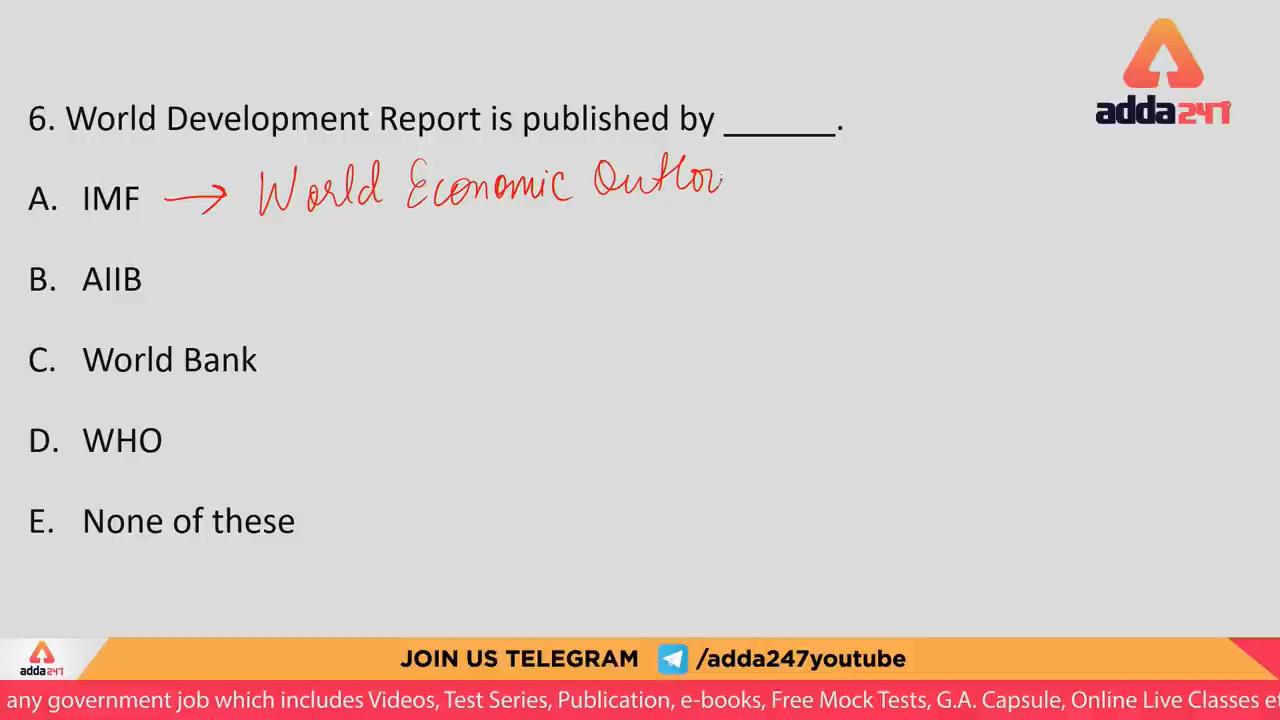 adda247
6. World Development Report is published by ______.
A. IMF → World Economic Outloo
B. AIIB
C. World Bank
D. WHO
E. None of these
adda247
JOIN US TELEGRAM /adda247youtube
any government job which includes Videos, Test Series, Publication, e-books, Free Mock Tests, G.A. Capsule, Online Live Classes et